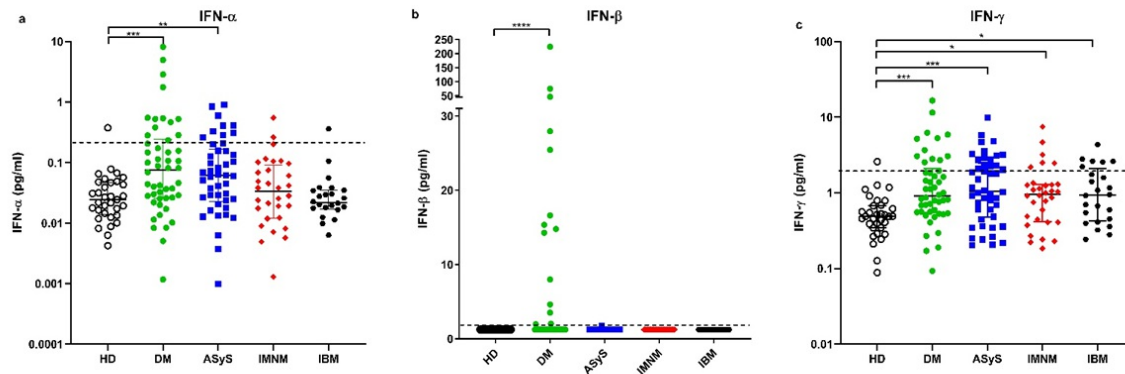 a
IFN-α
**
***
IFN-α (pg/ml)
10
1
0.1
0.01
0.001
0.0001
HD DM ASyS IMNM IBM
b
IFN-β
****
IFN-β (pg/ml)
250
200
150
100
50
30
20
10
0
HD DM ASyS IMNM IBM
c
IFN-γ
*
*
***
***
IFN-γ (pg/ml)
100
10
1
0.1
0.01
HD DM ASyS IMNM IBM